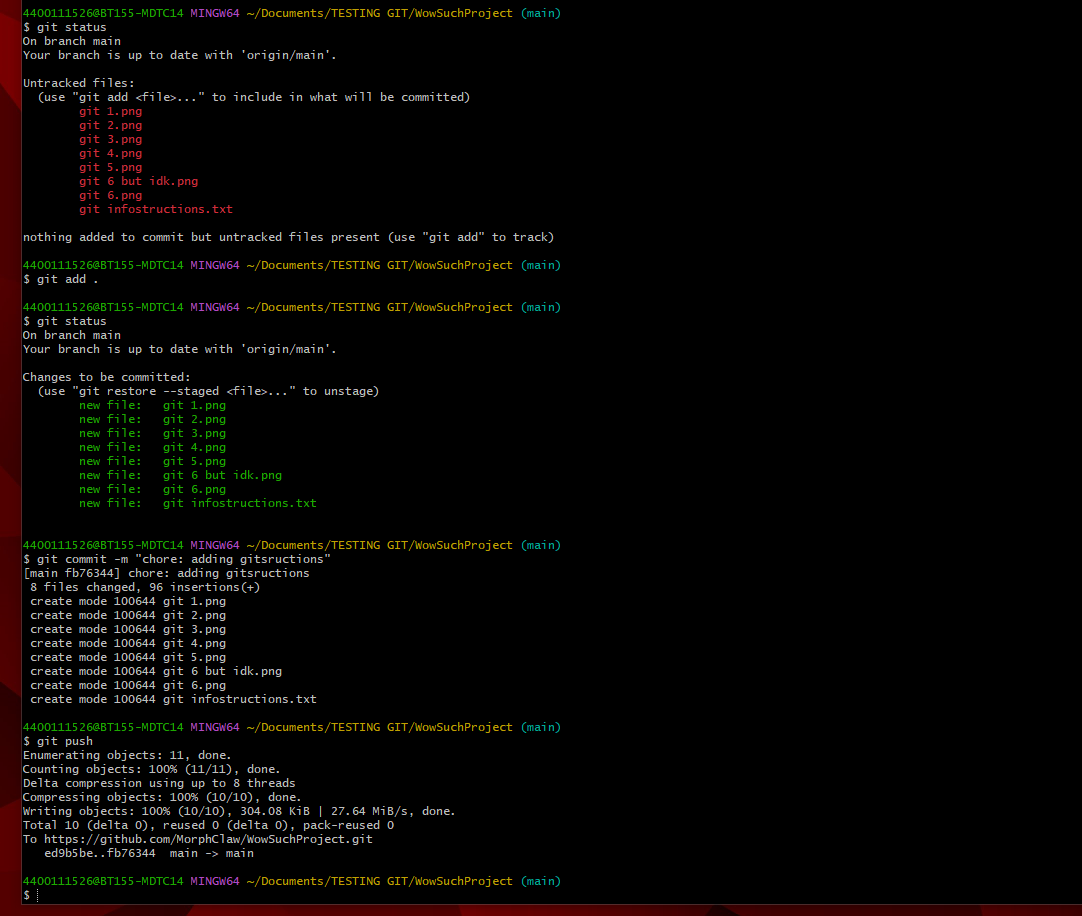 4400111526@BT155-MDTC14 MINGW64 ~/Documents/TESTING GIT/WowSuchProject (main)
$ git status
On branch main
Your branch is up to date with 'origin/main'.
Untracked files:
  (use "git add <file>..." to include in what will be committed)
        git 1.png
        git 2.png
        git 3.png
        git 4.png
        git 5.png
        git 6 but idk.png
        git 6.png
        git infostructions.txt
nothing added to commit but untracked files present (use "git add" to track)
4400111526@BT155-MDTC14 MINGW64 ~/Documents/TESTING GIT/WowSuchProject (main)
$ git add .
4400111526@BT155-MDTC14 MINGW64 ~/Documents/TESTING GIT/WowSuchProject (main)
$ git status
On branch main
Your branch is up to date with 'origin/main'.
Changes to be committed:
  (use "git restore --staged <file>..." to unstage)
        new file:   git 1.png
        new file:   git 2.png
        new file:   git 3.png
        new file:   git 4.png
        new file:   git 5.png
        new file:   git 6 but idk.png
        new file:   git 6.png
        new file:   git infostructions.txt
4400111526@BT155-MDTC14 MINGW64 ~/Documents/TESTING GIT/WowSuchProject (main)
$ git commit -m "chore: adding gitsructions"
[main fb76344] chore: adding gitsructions
 8 files changed, 96 insertions(+)
 create mode 100644 git 1.png
 create mode 100644 git 2.png
 create mode 100644 git 3.png
 create mode 100644 git 4.png
 create mode 100644 git 5.png
 create mode 100644 git 6 but idk.png
 create mode 100644 git 6.png
 create mode 100644 git infostructions.txt
4400111526@BT155-MDTC14 MINGW64 ~/Documents/TESTING GIT/WowSuchProject (main)
$ git push
Enumerating objects: 11, done.
Counting objects: 100% (11/11), done.
Delta compression using up to 8 threads
Compressing objects: 100% (10/10), done.
Writing objects: 100% (10/10), 304.08 KiB | 27.64 MiB/s, done.
Total 10 (delta 0), reused 0 (delta 0), pack-reused 0
To https://github.com/MorphClaw/WowSuchProject.git
   ed9b5be..fb76344  main -> main
4400111526@BT155-MDTC14 MINGW64 ~/Documents/TESTING GIT/WowSuchProject (main)
$